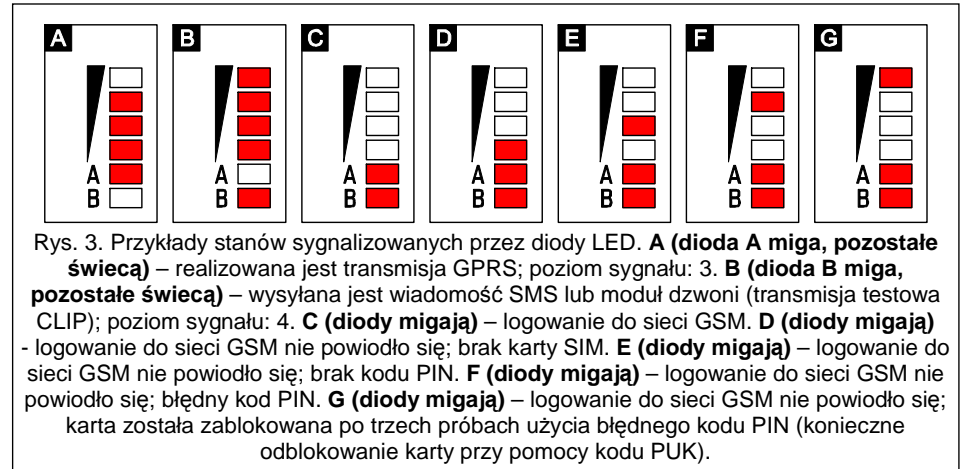 A B C D E F G
A A A A A A A
B B B B B B B
Rys. 3. Przykłady stanów sygnalizowanych przez diody LED. A (dioda A miga, pozostałe
świecą) – realizowana jest transmisja GPRS; poziom sygnału: 3. B (dioda B miga,
pozostałe świecą) – wysyłana jest wiadomość SMS lub moduł dzwoni (transmisja testowa
CLIP); poziom sygnału: 4. C (diody migają) – logowanie do sieci GSM. D (diody migają)
- logowanie do sieci GSM nie powiodło się; brak karty SIM. E (diody migają) – logowanie do
sieci GSM nie powiodło się; brak kodu PIN. F (diody migają) – logowanie do sieci GSM nie
powiodło się; błędny kod PIN. G (diody migają) – logowanie do sieci GSM nie powiodło się;
karta została zablokowana po trzech próbach użycia błędnego kodu PIN (konieczne
odblokowanie karty przy pomocy kodu PUK).